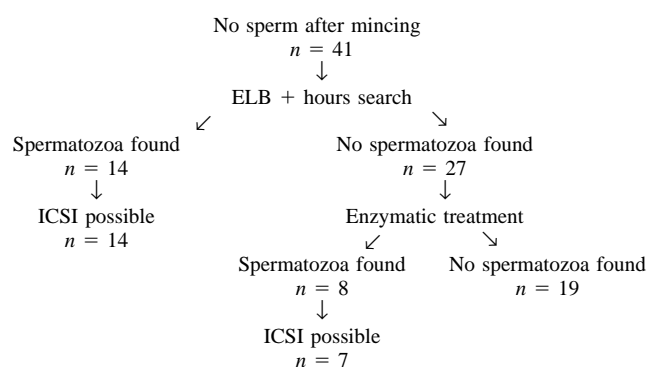 No sperm after mincing
n = 41
↓
ELB + hours search
↙ ↘
Spermatozoa found No spermatozoa found
n = 14 n = 27
↓ ↓
ICSI possible Enzymatic treatment
n = 14
↙ ↘
Spermatozoa found No spermatozoa found
n = 8 n = 19
↓
ICSI possible
n = 7